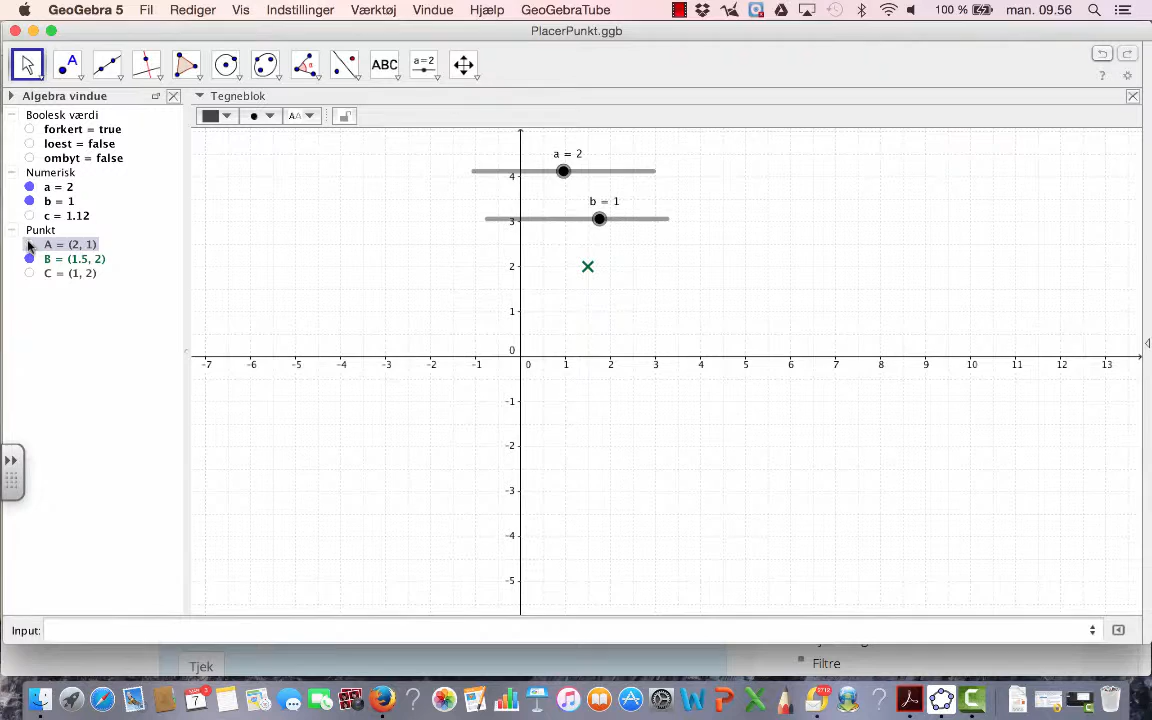 GeoGebra 5 Fil Rediger Vis Indstillinger Værktøj Vindue Hjælp GeoGebraTube 100 % man. 09.56
PlacerPunkt.ggb
A ABC a=2
Algebra vindue
Tegneblok
AA
Boolesk værdi
forkert = true
loest = false
ombyt = false
Numerisk
a = 2
b = 1
c = 1.12
Punkt
A = (2, 1)
B = (1.5, 2)
C = (1, 2)
a = 2
4
b = 1
3
2
1
0
-7 -6 -5 -4 -3 -2 -1 0 1 2 3 4 5 6 7 8 9 10 11 12 13
-1
-2
-3
-4
-5
Input:
Tjek
Filtre